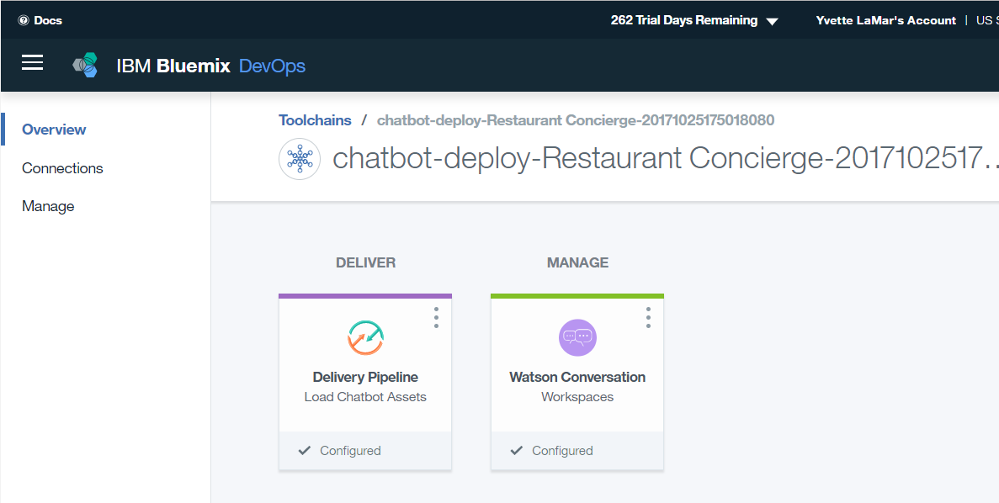 Docs
262 Trial Days Remaining
Yvette LaMar's Account | US S
IBM Bluemix DevOps
Overview
Connections
Manage
Toolchains / chatbot-deploy-Restaurant Concierge-20171025175018080
chatbot-deploy-Restaurant Concierge-2017102517...
DELIVER
MANAGE
Delivery Pipeline
Load Chatbot Assets
Configured
Watson Conversation
Workspaces
Configured